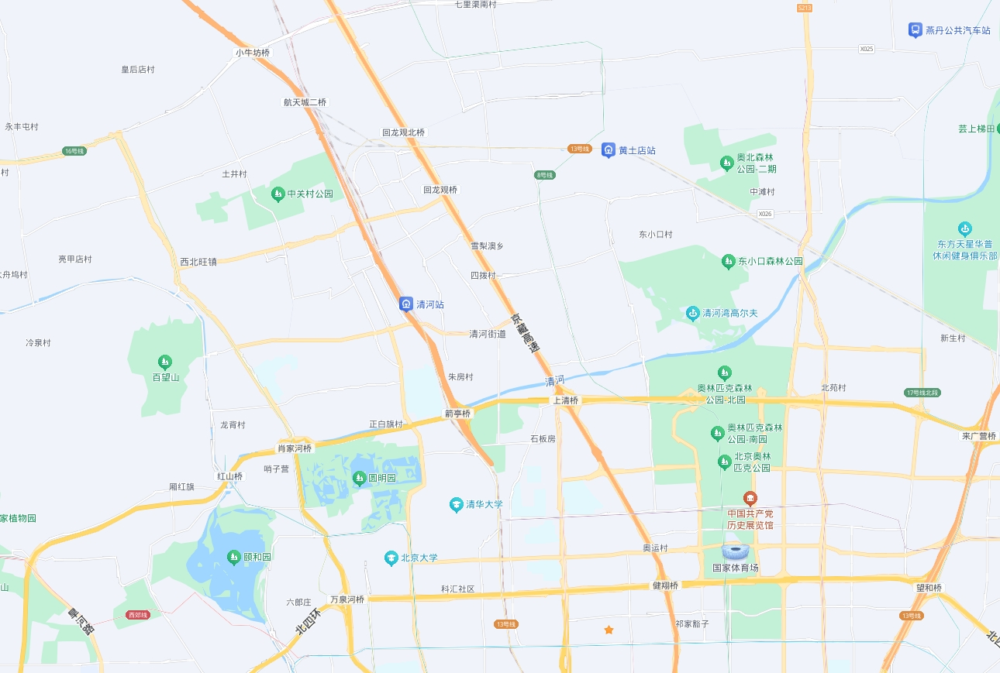 七里渠南村
S213
燕丹公共汽车站
小牛坊桥
X025
皇后店村
航天城二桥
永丰屯村
芸上梯田
回龙观北桥
16号线
13号线
黄土店站
奥北森林
公园-二期
村
土井村
8号线
中关村公园
回龙观桥
中滩村
X026
东小口村
东方天星华普
休闲健身俱乐部
雪梨澳乡
亮甲店村
西北旺镇
东小口森林公园
大舟坞村
四拨村
清河站
清河湾高尔夫
京藏高速
清河街道
冷泉村
新生村
百望山
朱房村
清河
奥林匹克森林
公园-北园
北苑村
17号线北段
上清桥
箭亭桥
龙背村
正白旗村
奥林匹克森林
公园-南园
来广营桥
石板房
肖家河桥
北京奥林
匹克公园
哨子营
红山桥
圆明园
厢红旗
清华大学
中国共产党
历史展览馆
家植物园
颐和园
北京大学
奥运村
国家体育场
山
健翔桥
科汇社区
望和桥
六郎庄
万泉河桥
西郊线
旱河路
北四环
13号线
祁家豁子
13号线
北四